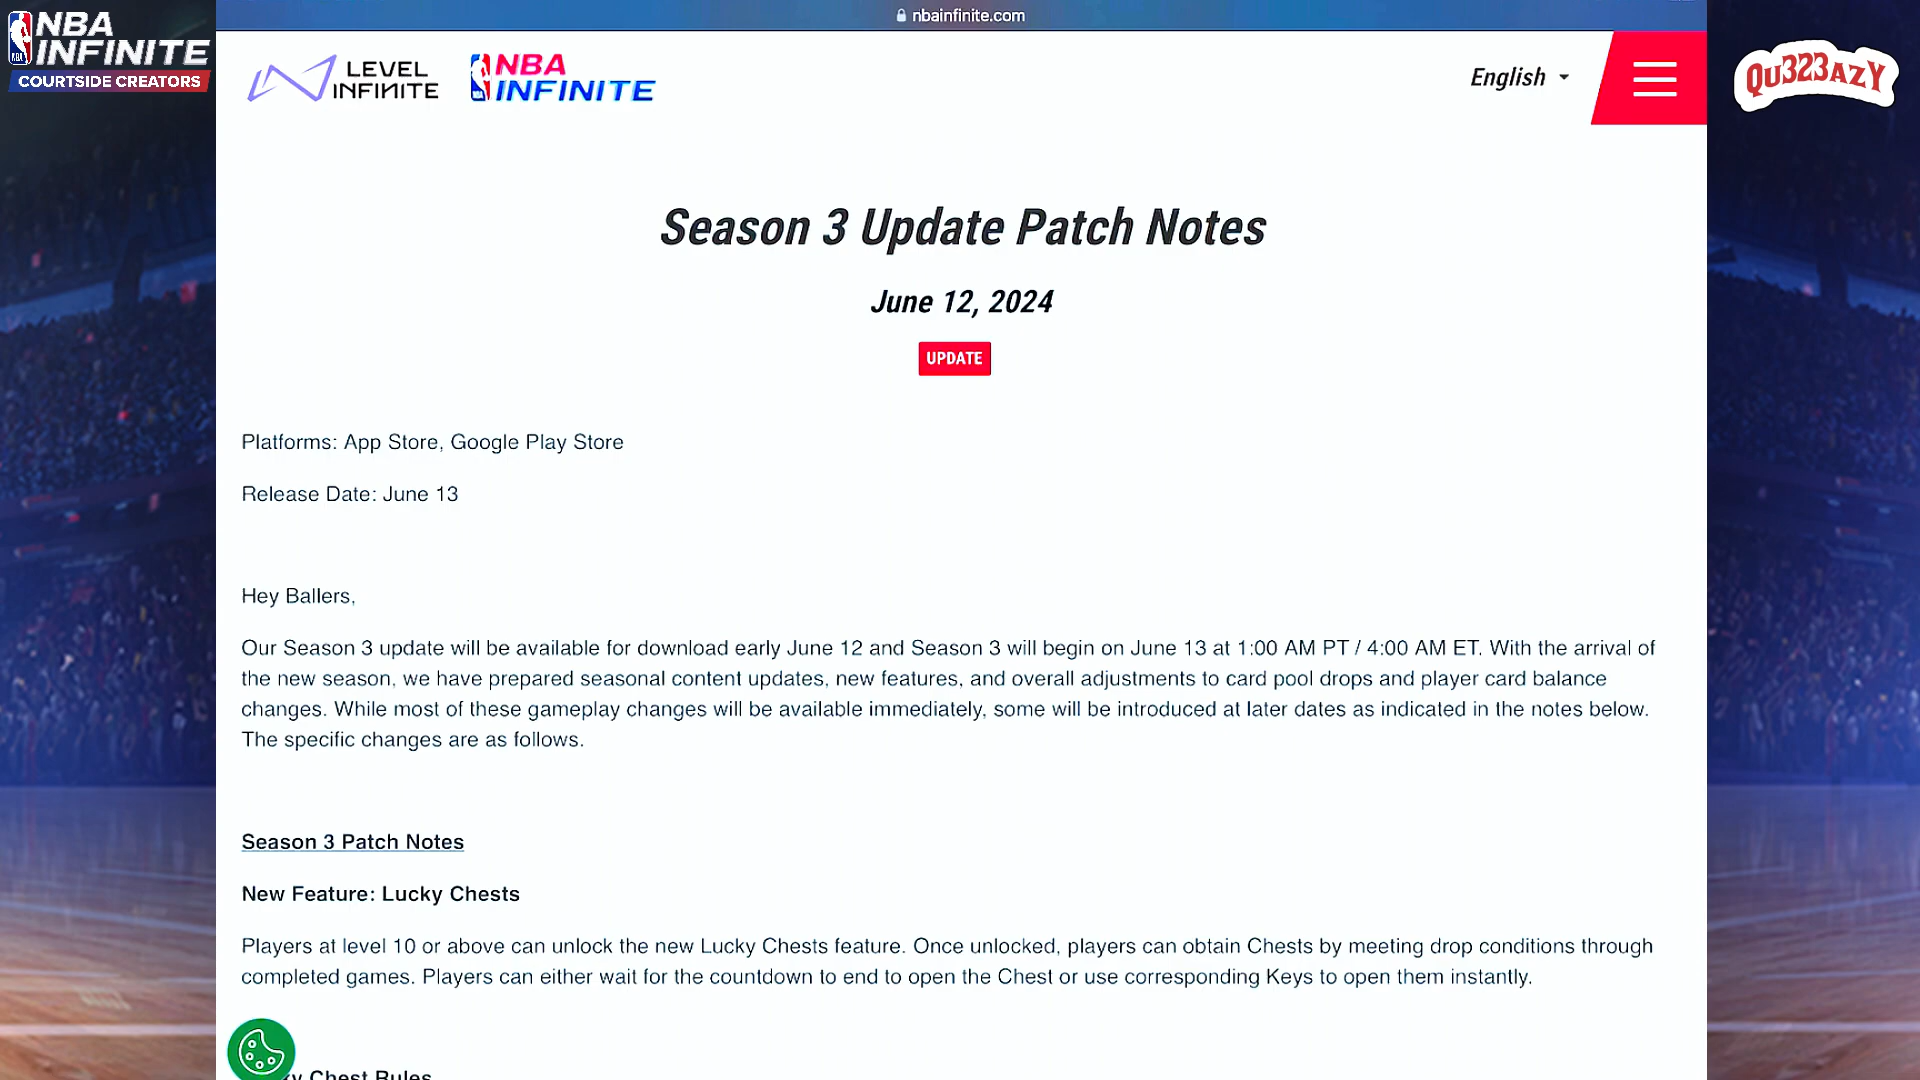 nbainfinite.com
NBA
INFINITE
COURTSIDE CREATORS
LEVEL
INFINITE
NBA
INFINITE
English
QU323AZY
Season 3 Update Patch Notes
June 12, 2024
UPDATE
Platforms: App Store, Google Play Store
Release Date: June 13
Hey Ballers,
Our Season 3 update will be available for download early June 12 and Season 3 will begin on June 13 at 1:00 AM PT / 4:00 AM ET. With the arrival of
the new season, we have prepared seasonal content updates, new features, and overall adjustments to card pool drops and player card balance
changes. While most of these gameplay changes will be available immediately, some will be introduced at later dates as indicated in the notes below.
The specific changes are as follows.
Season 3 Patch Notes
New Feature: Lucky Chests
Players at level 10 or above can unlock the new Lucky Chests feature. Once unlocked, players can obtain Chests by meeting drop conditions through
completed games. Players can either wait for the countdown to end to open the Chest or use corresponding Keys to open them instantly.
Chest Rules